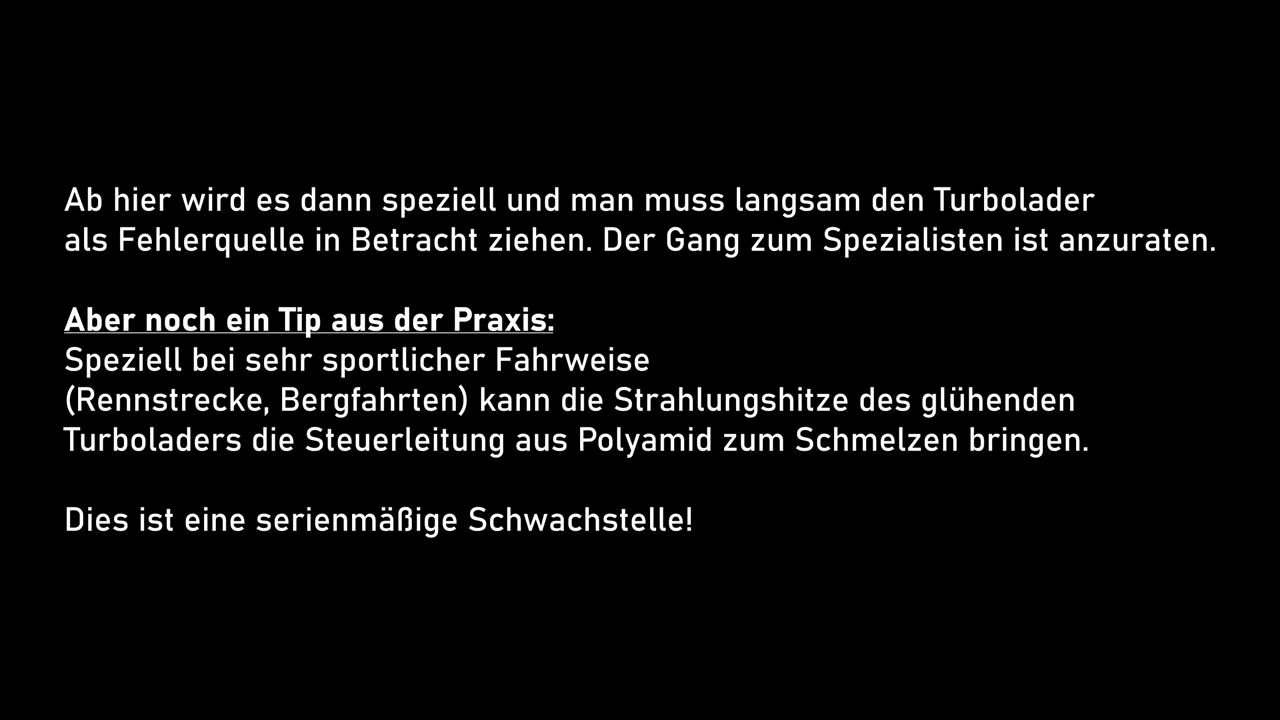 Ab hier wird es dann speziell und man muss langsam den Turbolader
als Fehlerquelle in Betracht ziehen. Der Gang zum Spezialisten ist anzuraten.
Aber noch ein Tip aus der Praxis:
Speziell bei sehr sportlicher Fahrweise
(Rennstrecke, Bergfahrten) kann die Strahlungshitze des glühenden
Turboladers die Steuerleitung aus Polyamid zum Schmelzen bringen.
Dies ist eine serienmäßige Schwachstelle!